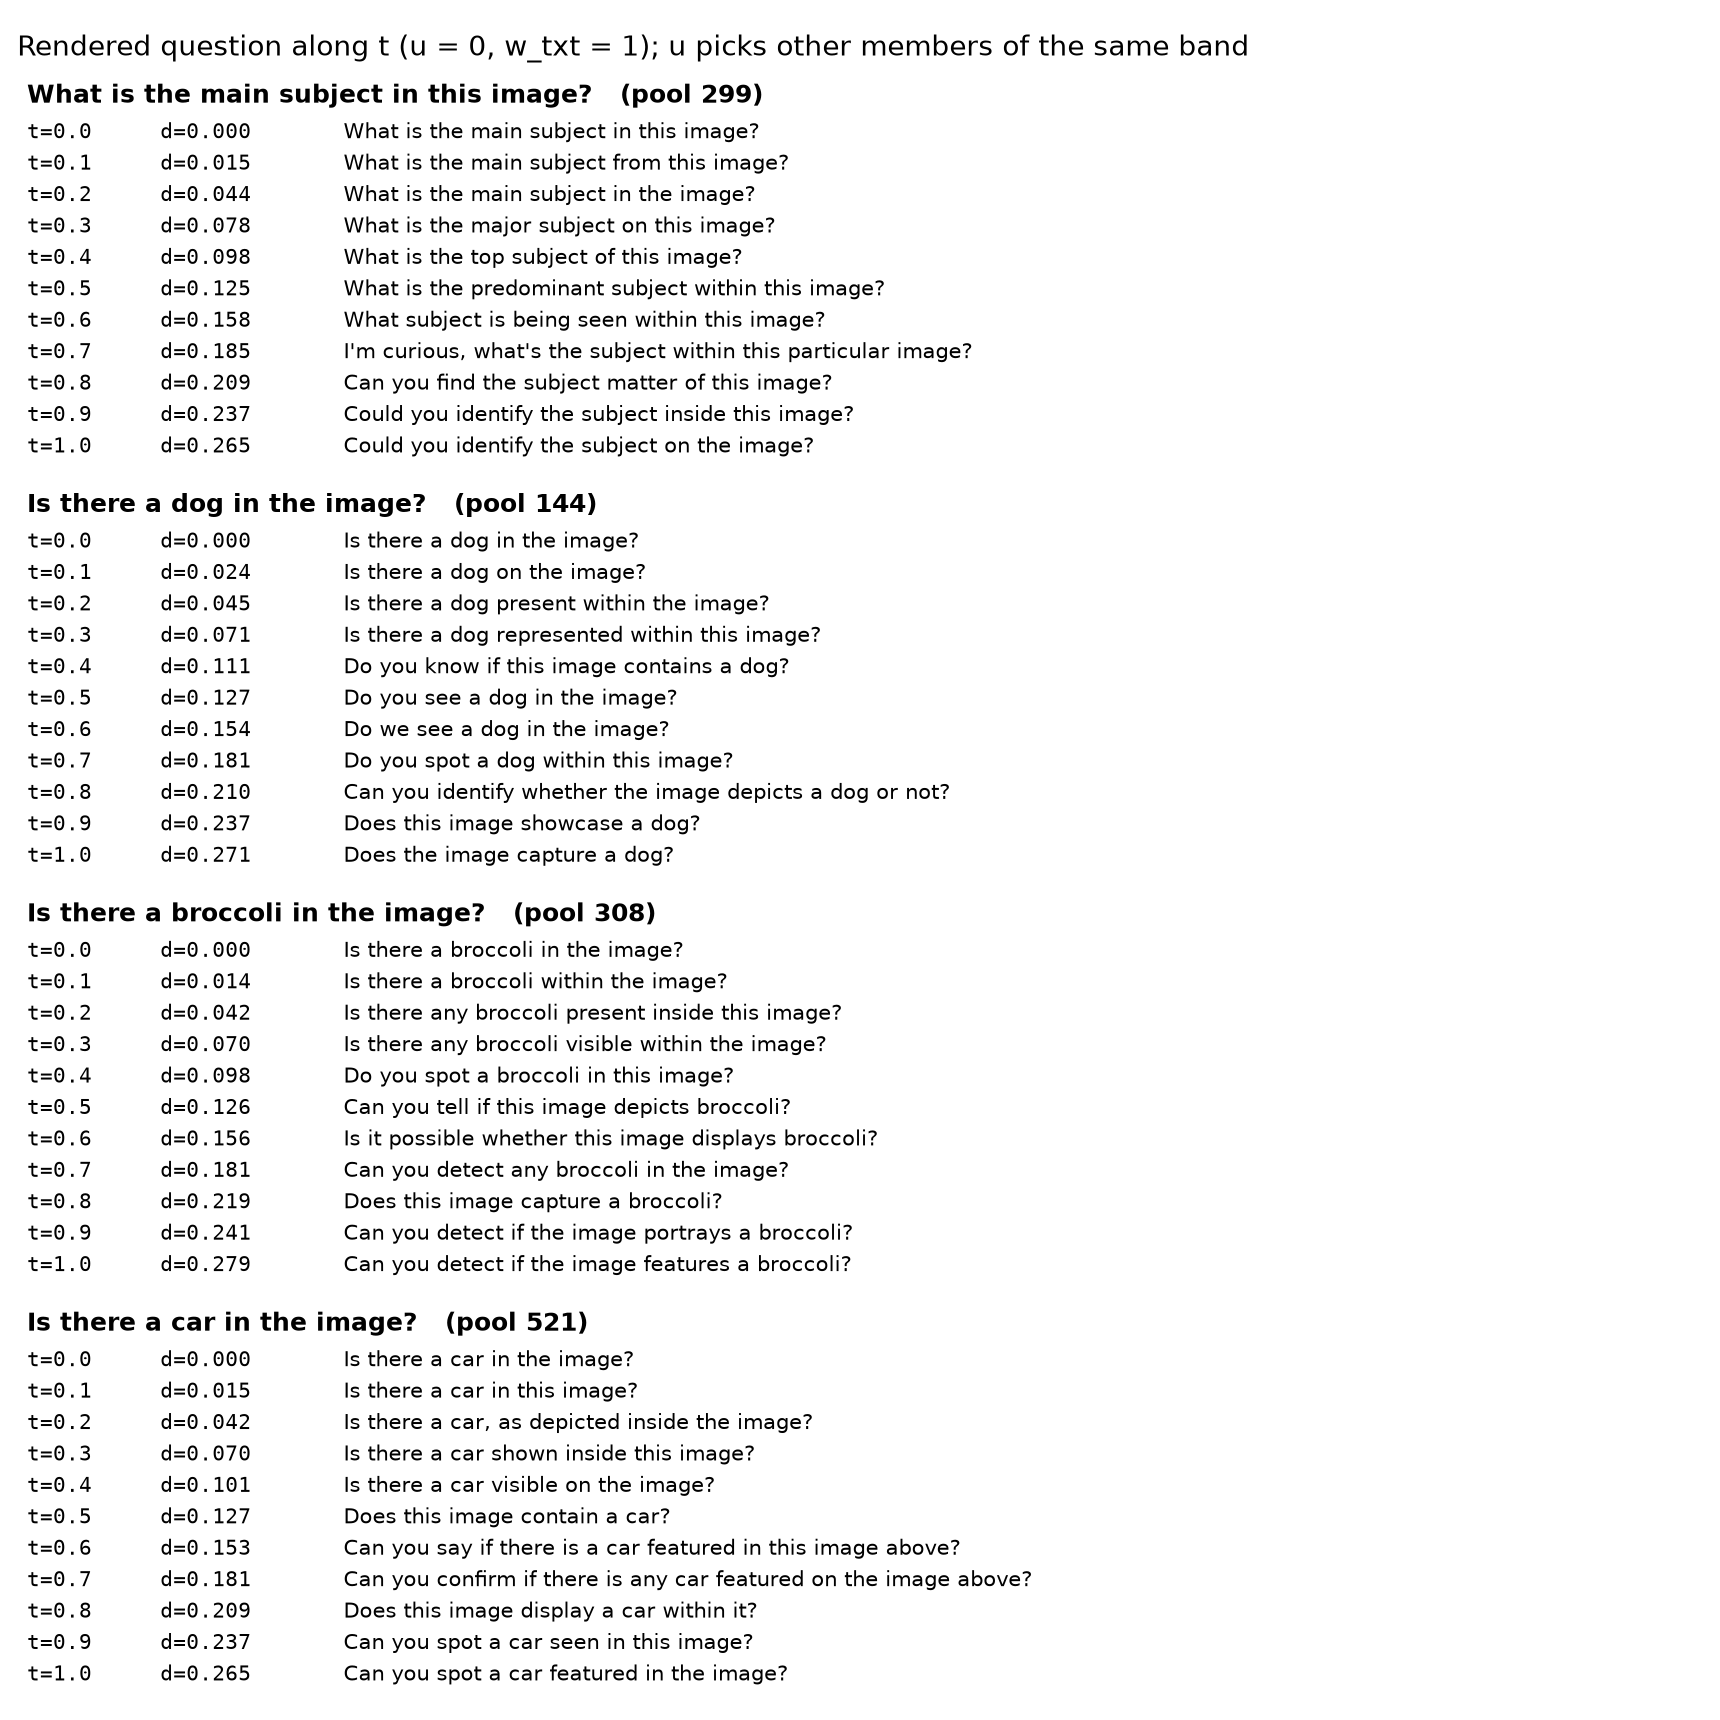 Rendered question along t (u = 0, w_txt = 1); u picks other members of the same band
What is the main subject in this image? (pool 299)
t=0.0 d=0.000 What is the main subject in this image?
t=0.1 d=0.015 What is the main subject from this image?
t=0.2 d=0.044 What is the main subject in the image?
t=0.3 d=0.078 What is the major subject on this image?
t=0.4 d=0.098 What is the top subject of this image?
t=0.5 d=0.125 What is the predominant subject within this image?
t=0.6 d=0.158 What subject is being seen within this image?
t=0.7 d=0.185 I'm curious, what's the subject within this particular image?
t=0.8 d=0.209 Can you find the subject matter of this image?
t=0.9 d=0.237 Could you identify the subject inside this image?
t=1.0 d=0.265 Could you identify the subject on the image?
Is there a dog in the image? (pool 144)
t=0.0 d=0.000 Is there a dog in the image?
t=0.1 d=0.024 Is there a dog on the image?
t=0.2 d=0.045 Is there a dog present within the image?
t=0.3 d=0.071 Is there a dog represented within this image?
t=0.4 d=0.111 Do you know if this image contains a dog?
t=0.5 d=0.127 Do you see a dog in the image?
t=0.6 d=0.154 Do we see a dog in the image?
t=0.7 d=0.181 Do you spot a dog within this image?
t=0.8 d=0.210 Can you identify whether the image depicts a dog or not?
t=0.9 d=0.237 Does this image showcase a dog?
t=1.0 d=0.271 Does the image capture a dog?
Is there a broccoli in the image? (pool 308)
t=0.0 d=0.000 Is there a broccoli in the image?
t=0.1 d=0.014 Is there a broccoli within the image?
t=0.2 d=0.042 Is there any broccoli present inside this image?
t=0.3 d=0.070 Is there any broccoli visible within the image?
t=0.4 d=0.098 Do you spot a broccoli in this image?
t=0.5 d=0.126 Can you tell if this image depicts broccoli?
t=0.6 d=0.156 Is it possible whether this image displays broccoli?
t=0.7 d=0.181 Can you detect any broccoli in the image?
t=0.8 d=0.219 Does this image capture a broccoli?
t=0.9 d=0.241 Can you detect if the image portrays a broccoli?
t=1.0 d=0.279 Can you detect if the image features a broccoli?
Is there a car in the image? (pool 521)
t=0.0 d=0.000 Is there a car in the image?
t=0.1 d=0.015 Is there a car in this image?
t=0.2 d=0.042 Is there a car, as depicted inside the image?
t=0.3 d=0.070 Is there a car shown inside this image?
t=0.4 d=0.101 Is there a car visible on the image?
t=0.5 d=0.127 Does this image contain a car?
t=0.6 d=0.153 Can you say if there is a car featured in this image above?
t=0.7 d=0.181 Can you confirm if there is any car featured on the image above?
t=0.8 d=0.209 Does this image display a car within it?
t=0.9 d=0.237 Can you spot a car seen in this image?
t=1.0 d=0.265 Can you spot a car featured in the image?